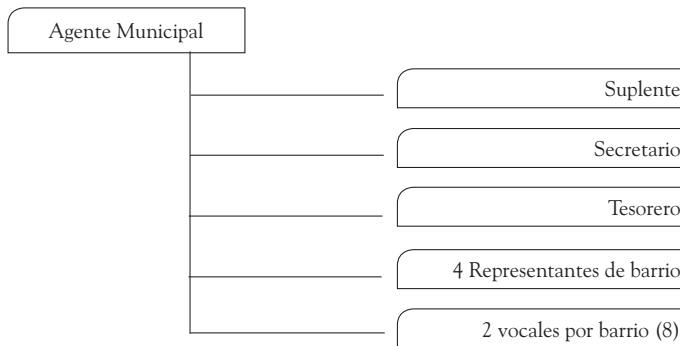 Agente Municipal
Suplente
Secretario
Tesorero
4 Representantes de barrio
2 vocales por barrio (8)